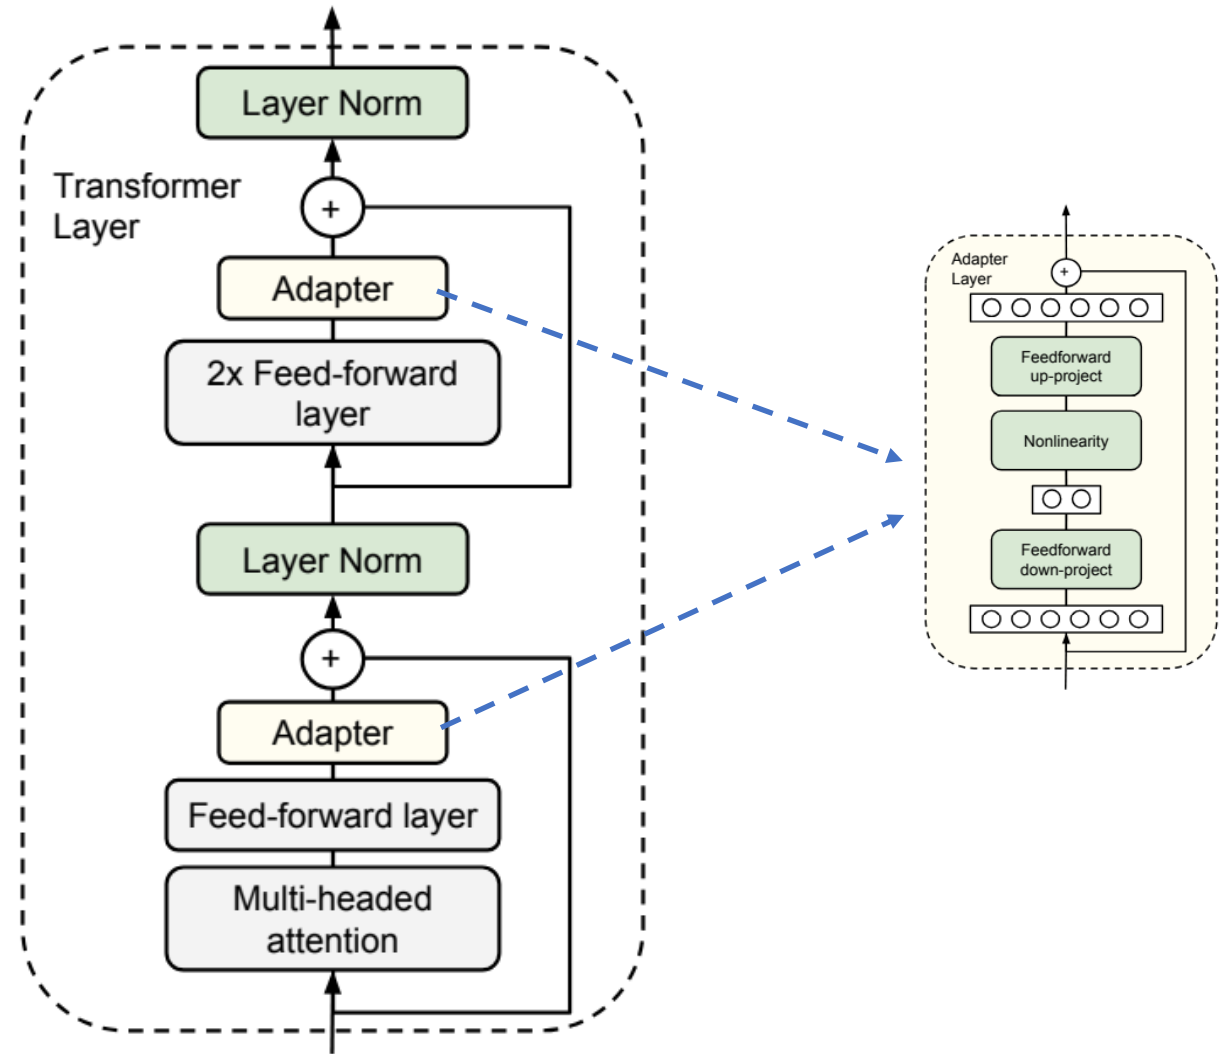 Layer Norm
Transformer
Layer
+
Adapter
2x Feed-forward
layer
Layer Norm
+
Adapter
Feed-forward layer
Multi-headed
attention
Adapter
Layer
+
Feedforward
up-project
Nonlinearity
Feedforward
down-project